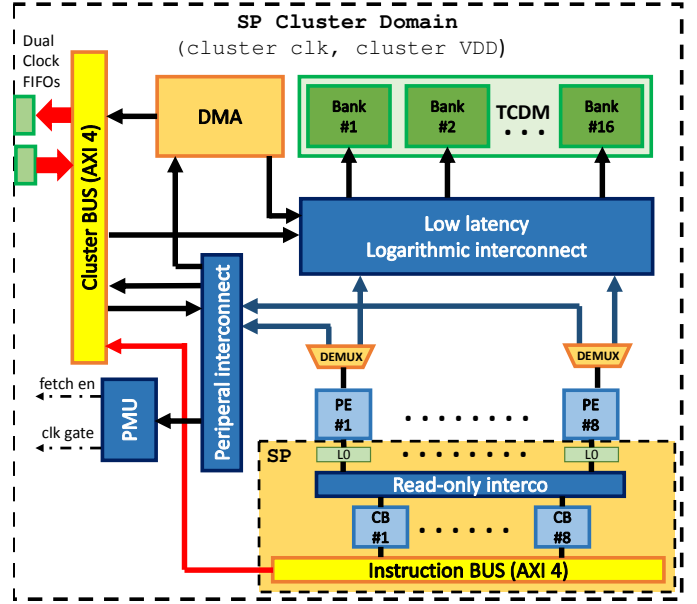 SP Cluster Domain
(cluster clk, cluster VDD)
Dual
Clock
FIFOs
DMA
Bank
#1
Bank
#2
TCDM
. . .
Bank
#16
Cluster BUS (AXI 4)
Low latency
Logarithmic interconnect
Periperal interconnect
DEMUX
DEMUX
fetch en
clk gate
PMU
PE
#1
. . . . . . . .
PE
#8
SP
L0
. . . . . . . .
L0
Read-only interco
CB
#1
. . . . . .
CB
#8
Instruction BUS (AXI 4)